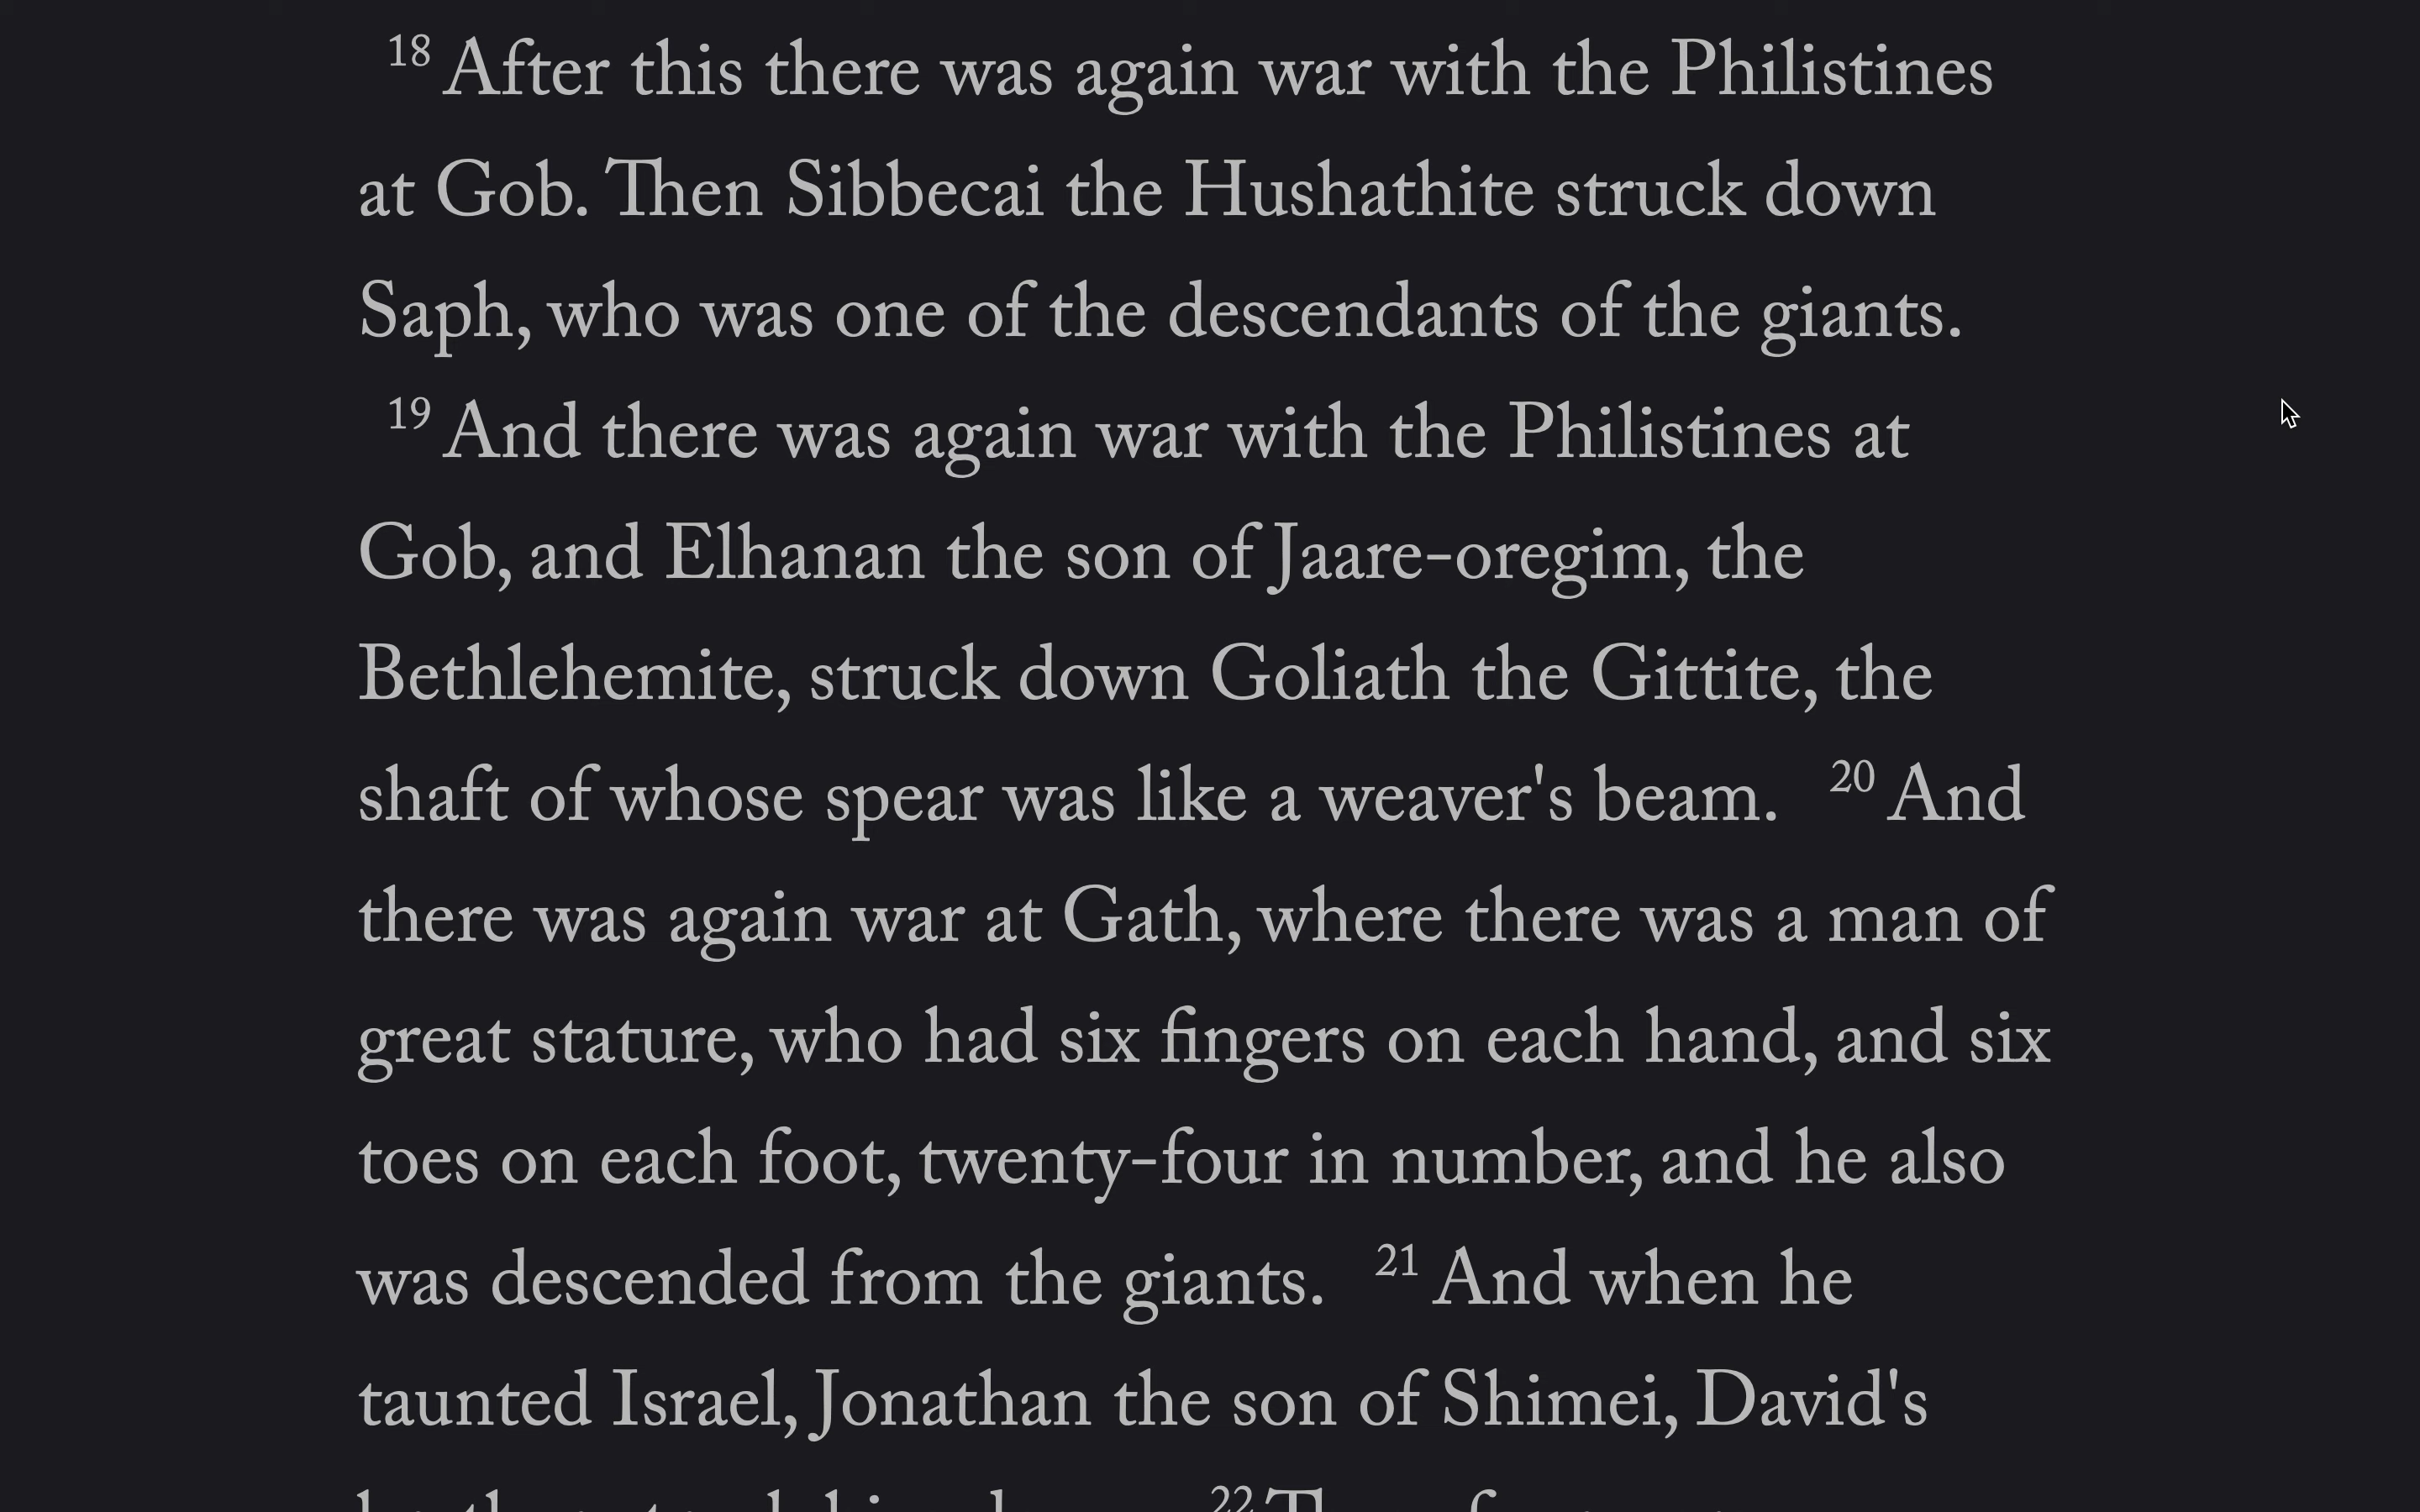 18 After this there was again war with the Philistines
at Gob. Then Sibbecai the Hushathite struck down
Saph, who was one of the descendants of the giants.
19 And there was again war with the Philistines at
Gob, and Elhanan the son of Jaare-oregim, the
Bethlehemite, struck down Goliath the Gittite, the
shaft of whose spear was like a weaver's beam. 20 And
there was again war at Gath, where there was a man of
great stature, who had six fingers on each hand, and six
toes on each foot, twenty-four in number, and he also
was descended from the giants. 21 And when he
taunted Israel, Jonathan the son of Shimei, David's
22